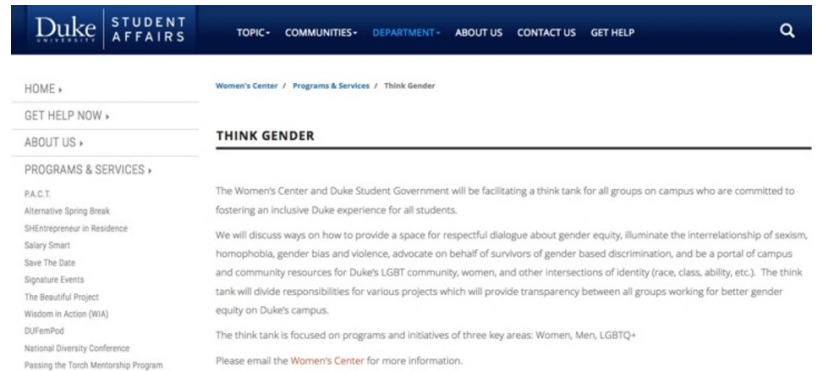 Duke UNIVERSITY
STUDENT AFFAIRS
TOPIC COMMUNITIES DEPARTMENT ABOUT US CONTACT US GET HELP
HOME
GET HELP NOW
ABOUT US
PROGRAMS & SERVICES
P.A.C.T.
Alternative Spring Break
SHEntrepreneur in Residence
Salary Smart
Save The Date
Signature Events
The Beautiful Project
Wisdom in Action (WIA)
DUFemPod
National Diversity Conference
Passing the Torch Mentorship Program
Women's Center / Programs & Services / Think Gender
THINK GENDER
The Women's Center and Duke Student Government will be facilitating a think tank for all groups on campus who are committed to
fostering an inclusive Duke experience for all students.
We will discuss ways on how to provide a space for respectful dialogue about gender equity, illuminate the interrelationship of sexism,
homophobia, gender bias and violence, advocate on behalf of survivors of gender based discrimination, and be a portal of campus
and community resources for Duke's LGBT community, women, and other intersections of identity (race, class, ability, etc.). The think
tank will divide responsibilities for various projects which will provide transparency between all groups working for better gender
equity on Duke's campus.
The think tank is focused on programs and initiatives of three key areas: Women, Men, LGBTQ+
Please email the Women's Center for more information.